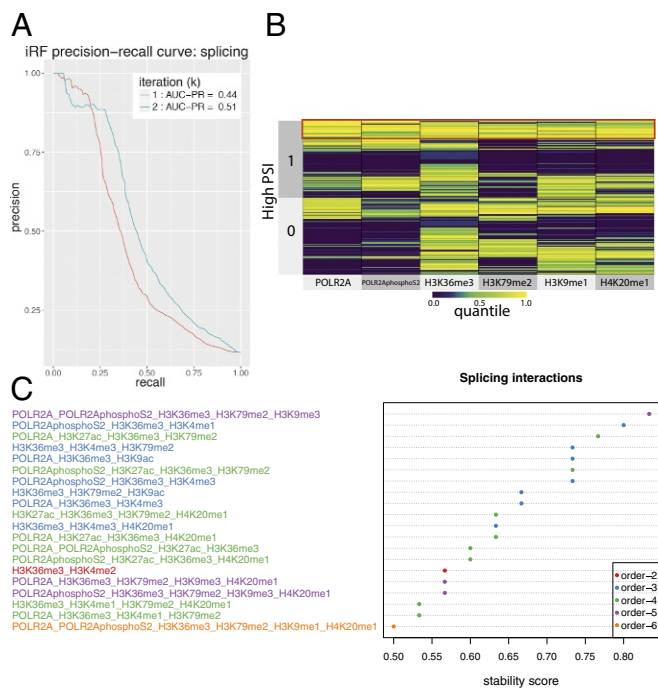 A
iRF precision−recall curve: splicing
1.00
0.75
0.50
0.25
precision
0.00
0.25
0.50
0.75
1.00
recall
iteration (k)
1 : AUC−PR = 0.44
2 : AUC−PR = 0.51
B
High PSI
1
0
POLR2A
POLR2AphosphoS2
H3K36me3
H3K79me2
H3K9me1
H4K20me1
0.0
0.5
1.0
quantile
C
Splicing interactions
POLR2A_POLR2AphosphoS2_H3K36me3_H3K79me2_H3K9me3
POLR2AphosphoS2_H3K36me3_H3K4me1
POLR2A_H3K27ac_H3K36me3_H3K79me2
H3K36me3_H3K4me3_H3K79me2
POLR2A_H3K36me3_H3K9ac
POLR2AphosphoS2_H3K27ac_H3K36me3_H3K79me2
POLR2AphosphoS2_H3K36me3_H3K4me3
H3K36me3_H3K79me2_H3K9ac
POLR2A_H3K36me3_H3K4me3
H3K27ac_H3K36me3_H3K79me2_H4K20me1
H3K36me3_H3K4me3_H4K20me1
POLR2A_H3K27ac_H3K36me3_H4K20me1
POLR2A_POLR2AphosphoS2_H3K27ac_H3K36me3
POLR2AphosphoS2_H3K27ac_H3K36me3_H4K20me1
H3K36me3_H3K4me2
POLR2A_H3K36me3_H3K79me2_H3K9me3_H4K20me1
POLR2AphosphoS2_H3K36me3_H3K79me2_H3K9me3_H4K20me1
H3K36me3_H3K4me1_H3K79me2_H4K20me1
POLR2A_H3K36me3_H3K4me1_H3K79me2
POLR2A_POLR2AphosphoS2_H3K36me3_H3K79me2_H3K9me1_H4K20me1
order−2
order−3
order−4
order−5
order−6
0.50
0.55
0.60
0.65
0.70
0.75
0.80
stability score